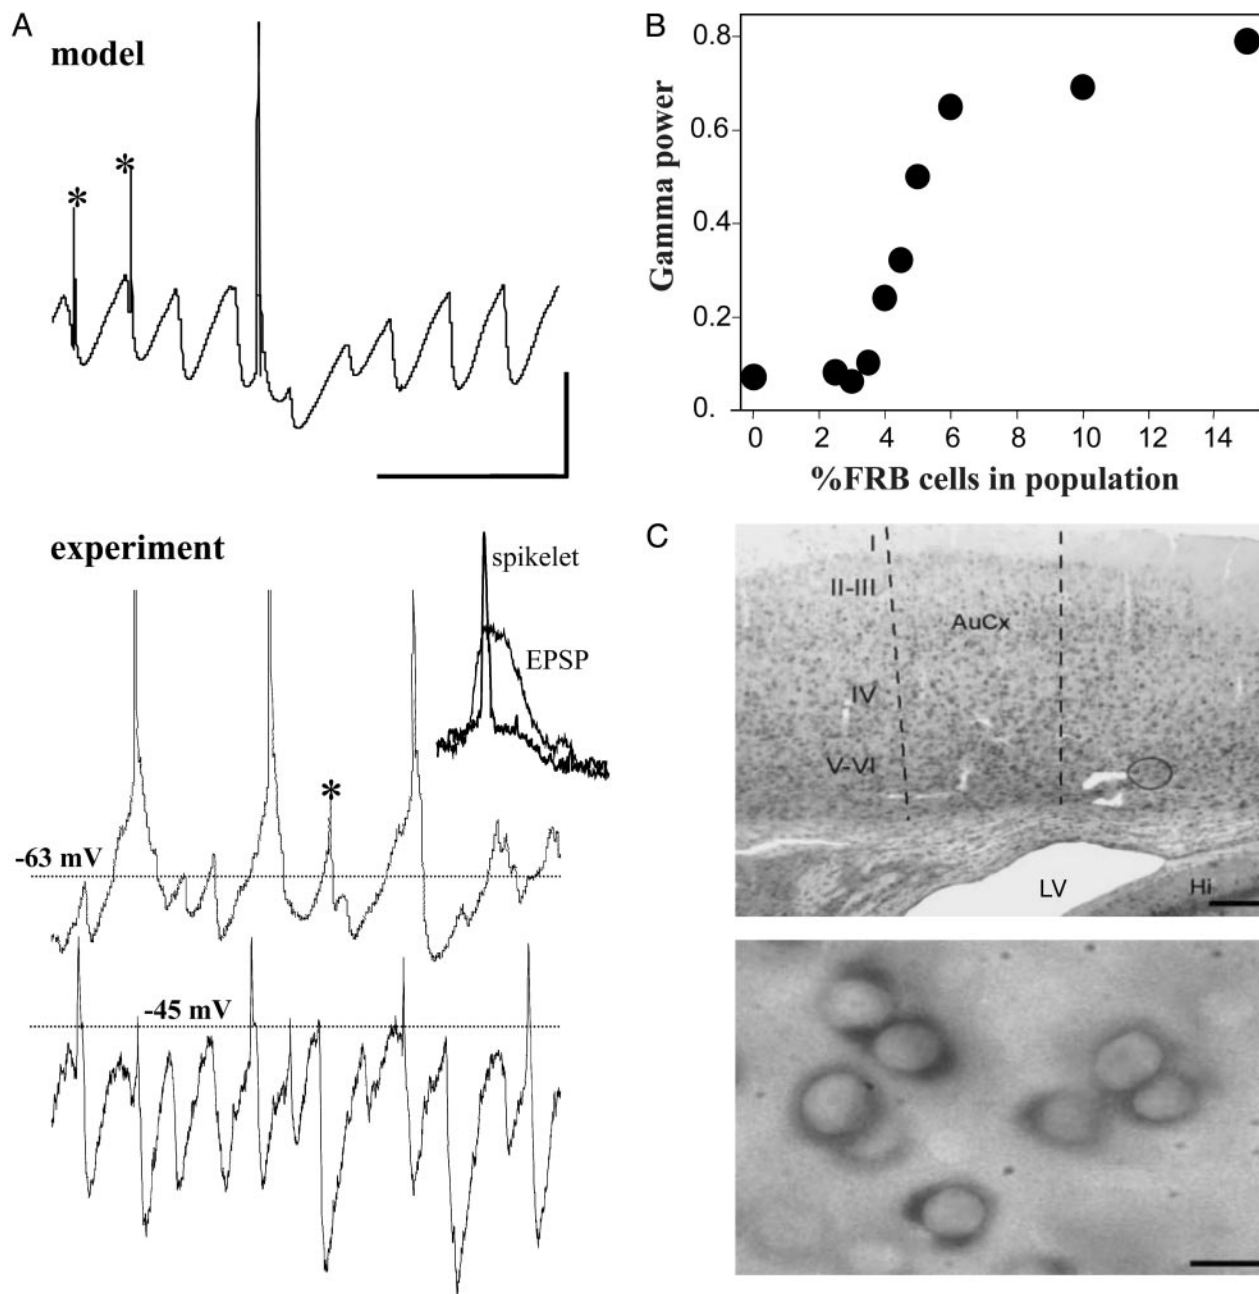 A
model
*
*
experiment
spikelet
EPSP
*
-63 mV
-45 mV
B
0.8
0.6
0.4
0.2
0.
Gamma power
0 2 4 6 8 10 12 14
%FRB cells in population
C
I
II-III
AuCx
IV
V-VI
LV
Hi